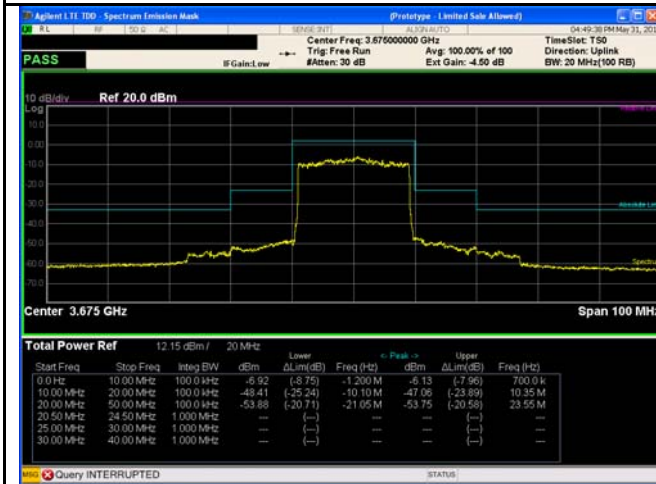 Agilent LTE TDD - Spectrum Emission Mask (Prototype - Limited Sale Allowed)
RL RF 50 Ω AC SENSE:INT ALIGN AUTO 04:49:38 PM May 31, 201
Center Freq: 3.675000000 GHz TimeSlot: TS0
Trig: Free Run Avg: 100.00% of 100 Direction: Uplink
PASS IFGain:Low #Atten: 30 dB Ext Gain: -4.50 dB BW: 20 MHz(100 RB)
10 dB/div Ref 20.0 dBm
Log
10.0
0.00
-10.0
-20.0
-30.0
Absolute Lim
-40.0
-50.0
-60.0
Spectru
-70.0
Center 3.675 GHz Span 100 MHz
Total Power Ref 12.15 dBm / 20 MHz
Lower <- Peak -> Upper
Start Freq Stop Freq Integ BW dBm ΔLim(dB) Freq (Hz) dBm ΔLim(dB) Freq (Hz)
0.0 Hz 10.00 MHz 100.0 kHz -6.92 (-8.75) -1.200 M -6.13 (-7.96) 700.0 k
10.00 MHz 20.00 MHz 100.0 kHz -48.41 (-25.24) -10.10 M -47.06 (-23.89) 10.35 M
20.00 MHz 50.00 MHz 100.0 kHz -53.88 (-20.71) -21.05 M -53.75 (-20.58) 23.55 M
20.50 MHz 24.50 MHz 1.000 MHz --- (---) --- --- (---) ---
25.00 MHz 30.00 MHz 1.000 MHz --- (---) --- --- (---) ---
30.00 MHz 40.00 MHz 1.000 MHz --- (---) --- --- (---) ---
MSG Query INTERRUPTED STATUS